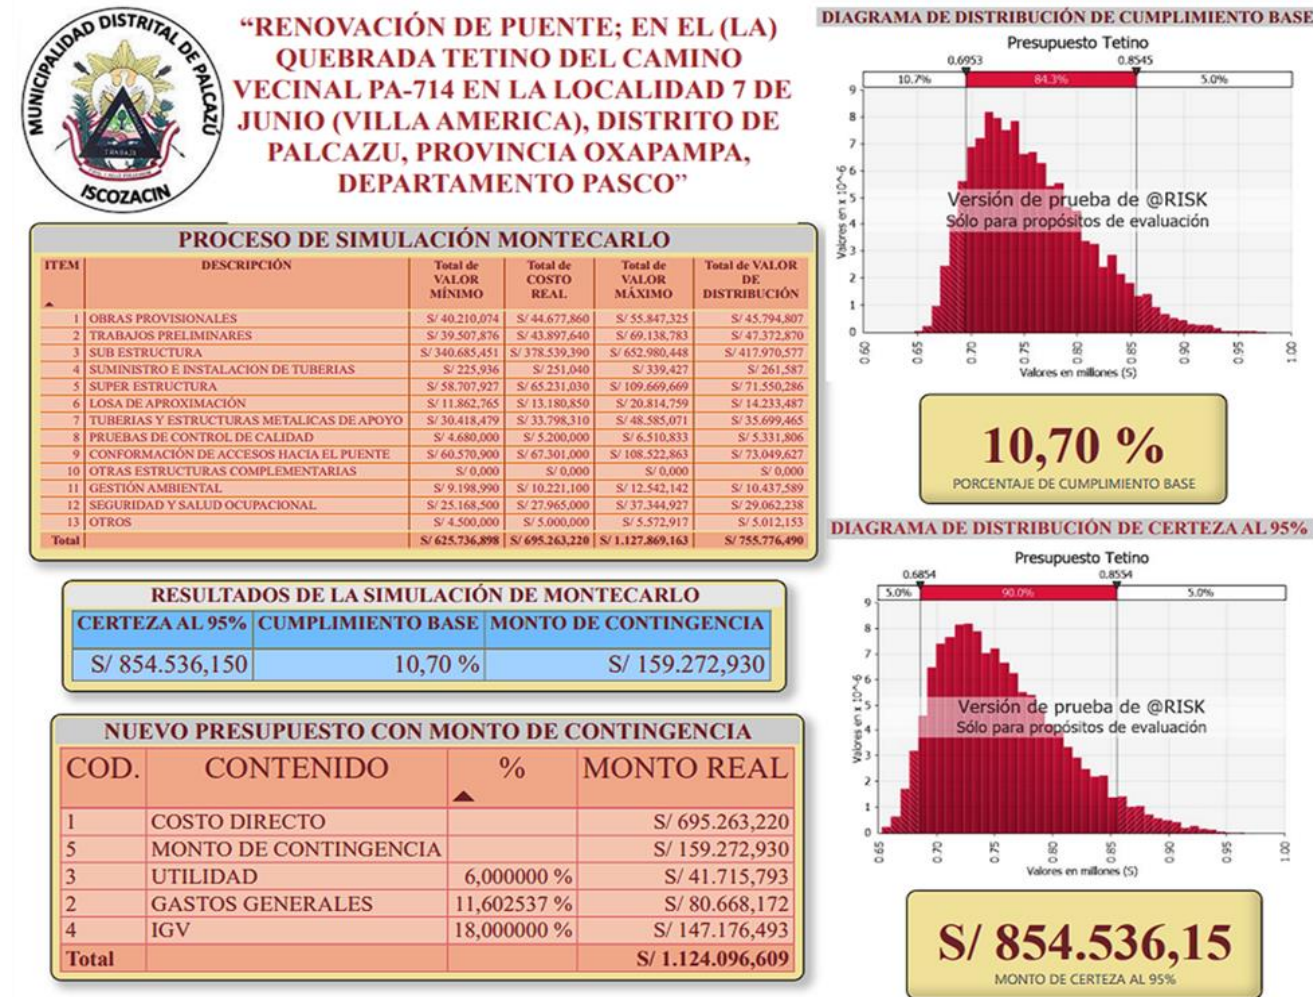 MUNICIPALIDAD DISTRITAL DE PALCAZÚ
TRABAJO
ISCOZACIN
“RENOVACIÓN DE PUENTE; EN EL (LA)
QUEBRADA TETINO DEL CAMINO
VECINAL PA-714 EN LA LOCALIDAD 7 DE
JUNIO (VILLA AMERICA), DISTRITO DE
PALCAZU, PROVINCIA OXAPAMPA,
DEPARTAMENTO PASCO”
PROCESO DE SIMULACIÓN MONTECARLO
ITEM DESCRIPCIÓN Total de VALOR MÍNIMO Total de COSTO REAL Total de VALOR MÁXIMO Total de VALOR DE DISTRIBUCIÓN
1 OBRAS PROVISIONALES S/ 40.210,074 S/ 44.677,860 S/ 55.847,325 S/ 45.794,807
2 TRABAJOS PRELIMINARES S/ 39.507,876 S/ 43.897,640 S/ 69.138,783 S/ 47.372,870
3 SUB ESTRUCTURA S/ 340.685,451 S/ 378.539,390 S/ 652.980,448 S/ 417.970,577
4 SUMINISTRO E INSTALACIÓN DE TUBERIAS S/ 225,936 S/ 251,040 S/ 339,427 S/ 261,587
5 SUPER ESTRUCTURA S/ 58.707,927 S/ 65.231,030 S/ 109.669,669 S/ 71.550,286
6 LOSA DE APROXIMACIÓN S/ 11.862,765 S/ 13.180,850 S/ 20.814,759 S/ 14.233,487
7 TUBERIAS Y ESTRUCTURAS METALICAS DE APOYO S/ 30.418,479 S/ 33.798,310 S/ 48.585,071 S/ 35.699,465
8 PRUEBAS DE CONTROL DE CALIDAD S/ 4.680,000 S/ 5.200,000 S/ 6.510,833 S/ 5.331,806
9 CONFORMACIÓN DE ACCESOS HACIA EL PUENTE S/ 60.570,900 S/ 67.301,000 S/ 108.522,863 S/ 73.049,627
10 OTRAS ESTRUCTURAS COMPLEMENTARIAS S/ 0,000 S/ 0,000 S/ 0,000 S/ 0,000
11 GESTIÓN AMBIENTAL S/ 9.198,990 S/ 10.221,100 S/ 12.542,142 S/ 10.437,589
12 SEGURIDAD Y SALUD OCUPACIONAL S/ 25.168,500 S/ 27.965,000 S/ 37.344,927 S/ 29.062,238
13 OTROS S/ 4.500,000 S/ 5.000,000 S/ 5.572,917 S/ 5.012,153
Total S/ 625.736,898 S/ 695.263,220 S/ 1.127.869,163 S/ 755.776,490
RESULTADOS DE LA SIMULACIÓN DE MONTECARLO
CERTEZA AL 95% CUMPLIMIENTO BASE MONTO DE CONTINGENCIA
S/ 854.536,150 10,70 % S/ 159.272,930
NUEVO PRESUPUESTO CON MONTO DE CONTINGENCIA
COD. CONTENIDO % MONTO REAL
1 COSTO DIRECTO S/ 695.263,220
5 MONTO DE CONTINGENCIA S/ 159.272,930
3 UTILIDAD 6,000000 % S/ 41.715,793
2 GASTOS GENERALES 11,602537 % S/ 80.668,172
4 IGV 18,000000 % S/ 147.176,493
Total S/ 1.124.096,609
DIAGRAMA DE DISTRIBUCIÓN DE CUMPLIMIENTO BASE
Presupuesto Tetino
0.6953 0.8545
10.7% 84.3% 5.0%
9
8
7
6
5
4
3
2
1
0
Valores en x 10^-6
Versión de prueba de @RISK
Sólo para propósitos de evaluación
0.60 0.65 0.70 0.75 0.80 0.85 0.90 0.95 1.00
Valores en millones (S)
10,70 %
PORCENTAJE DE CUMPLIMIENTO BASE
DIAGRAMA DE DISTRIBUCIÓN DE CERTEZA AL 95%
Presupuesto Tetino
0.6854 0.8554
5.0% 90.0% 5.0%
9
8
7
6
5
4
3
2
1
0
Valores en x 10^-6
Versión de prueba de @RISK
Sólo para propósitos de evaluación
0.65 0.70 0.75 0.80 0.85 0.90 0.95 1.00
Valores en millones (S)
S/ 854.536,15
MONTO DE CERTEZA AL 95%